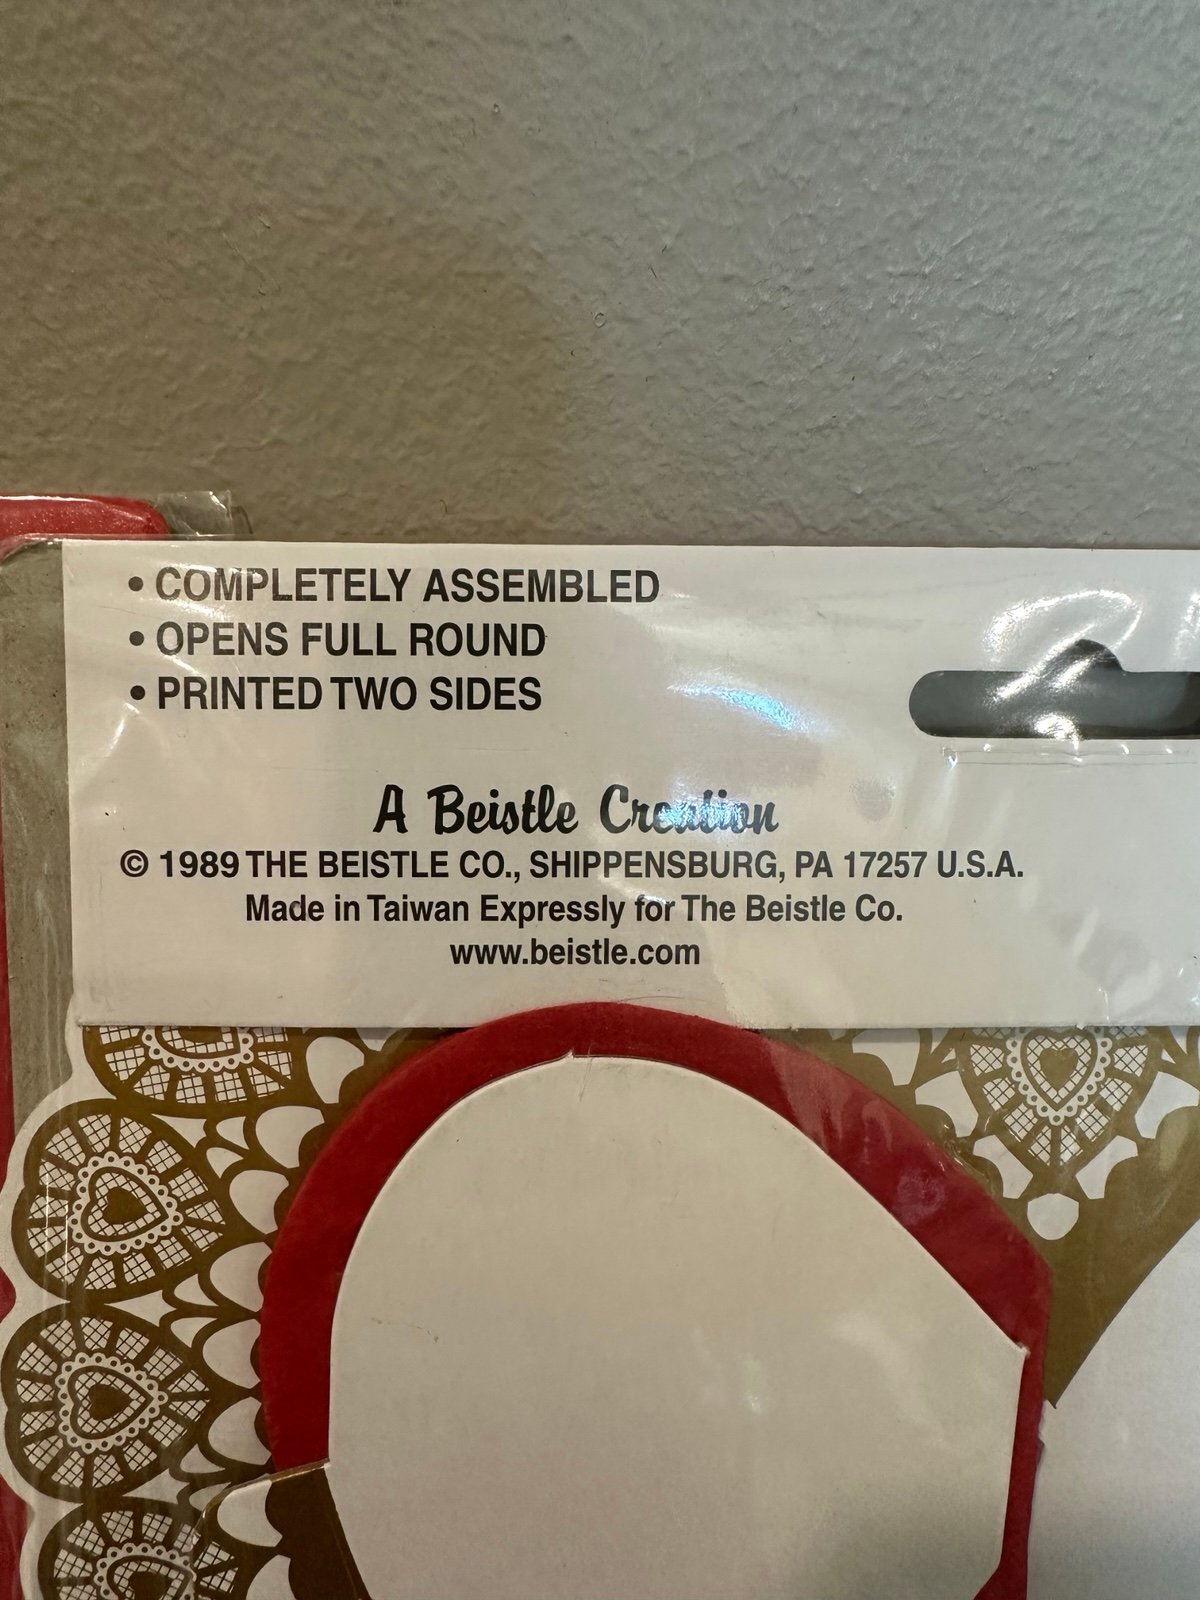 • COMPLETELY ASSEMBLED
• OPENS FULL ROUND
• PRINTED TWO SIDES
A Beistle Creation
© 1989 THE BEISTLE CO., SHIPPENSBURG, PA 17257 U.S.A.
Made in Taiwan Expressly for The Beistle Co.
www.beistle.com